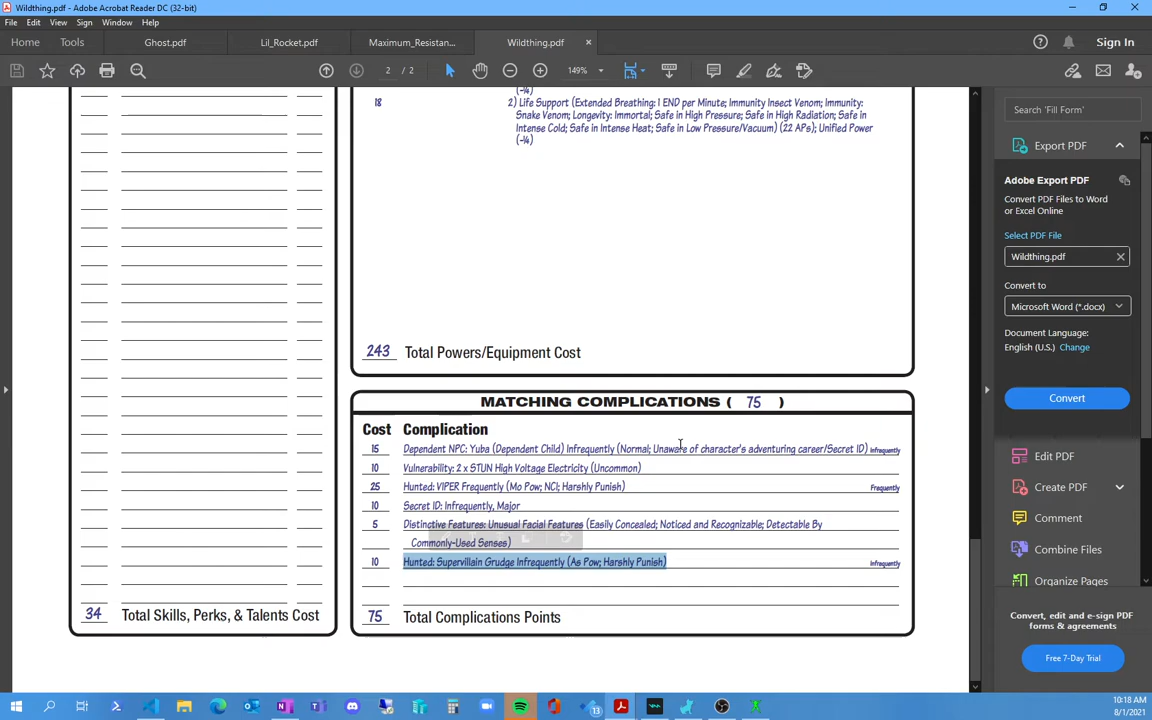 Wildthing.pdf - Adobe Acrobat Reader DC (32-bit)
File Edit View Sign Window Help
Home Tools Ghost.pdf Lil_Rocket.pdf Maximum_Resistan... Wildthing.pdf × Sign In
2 / 2 149%
(-¼)
18 2) Life Support (Extended Breathing: 1 END per Minute; Immunity Insect Venom; Immunity:
Snake Venom; Longevity: Immortal; Safe in High Pressure; Safe in High Radiation; Safe in
Intense Cold; Safe in Intense Heat; Safe in Low Pressure/Vacuum) (22 APs); Unified Power
(-¼)
243 Total Powers/Equipment Cost
MATCHING COMPLICATIONS ( 75 )
Cost Complication
15 Dependent NPC: Yuba (Dependent Child) Infrequently (Normal; Unaware of character's adventuring career/Secret ID) Infrequently
10 Vulnerability: 2 x STUN High Voltage Electricity (Uncommon)
25 Hunted: VIPER Frequently (Mo Pow; NCI; Harshly Punish) Frequently
10 Secret ID: Infrequently, Major
5 Distinctive Features: Unusual Facial Features (Easily Concealed; Noticed and Recognizable; Detectable By
Commonly-Used Senses)
10 Hunted: Supervillain Grudge Infrequently (As Pow; Harshly Punish) Infrequently
75 Total Complications Points
34 Total Skills, Perks, & Talents Cost
Search 'Fill Form'
Export PDF
Adobe Export PDF
Convert PDF Files to Word
or Excel Online
Select PDF File
Wildthing.pdf
Convert to
Microsoft Word (*.docx)
Document Language:
English (U.S.) Change
Convert
Edit PDF
Create PDF
Comment
Combine Files
Organize Pages
Convert, edit and e-sign PDF
forms & agreements
Free 7-Day Trial
13
10:18 AM
8/1/2021